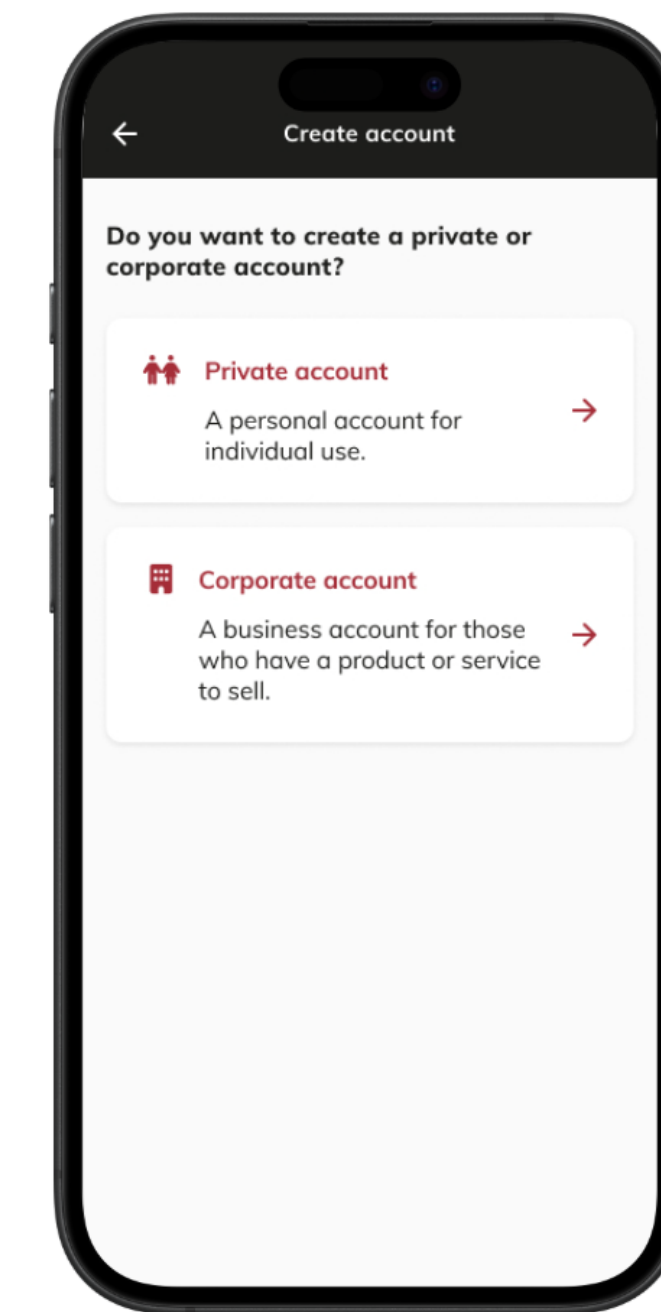 Create account
Do you want to create a private or
corporate account?
Private account
A personal account for
individual use.
Corporate account
A business account for those
who have a product or service
to sell.